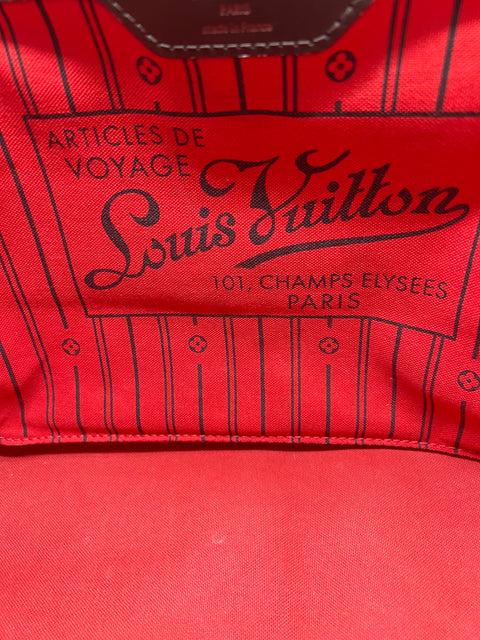 PARIS
made in France
ARTICLES DE
VOYAGE
Louis Vuitton
101, CHAMPS ELYSEES
PARIS